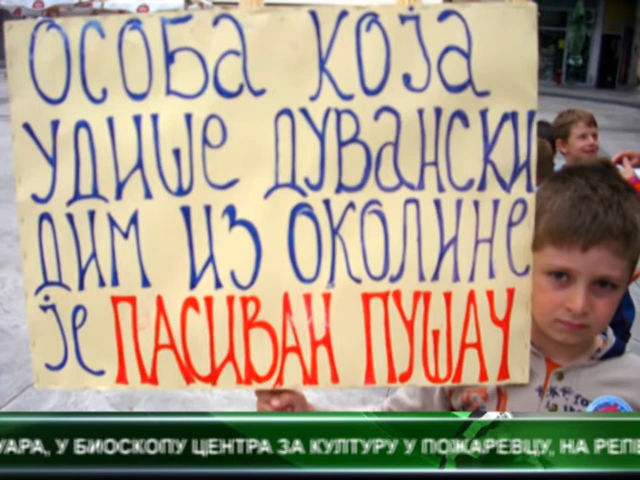 ОСОБА КОЈА
УДИШЕ ДУВАНСКИ
ДИМ ИЗ ОКОЛИНЕ
ЈЕ ПАСИВАН ПУШАЧ
УАРА, У БИОСКОПУ ЦЕНТРА ЗА КУЛТУРУ У ПОЖАРЕВЦУ, НА РЕПЕ